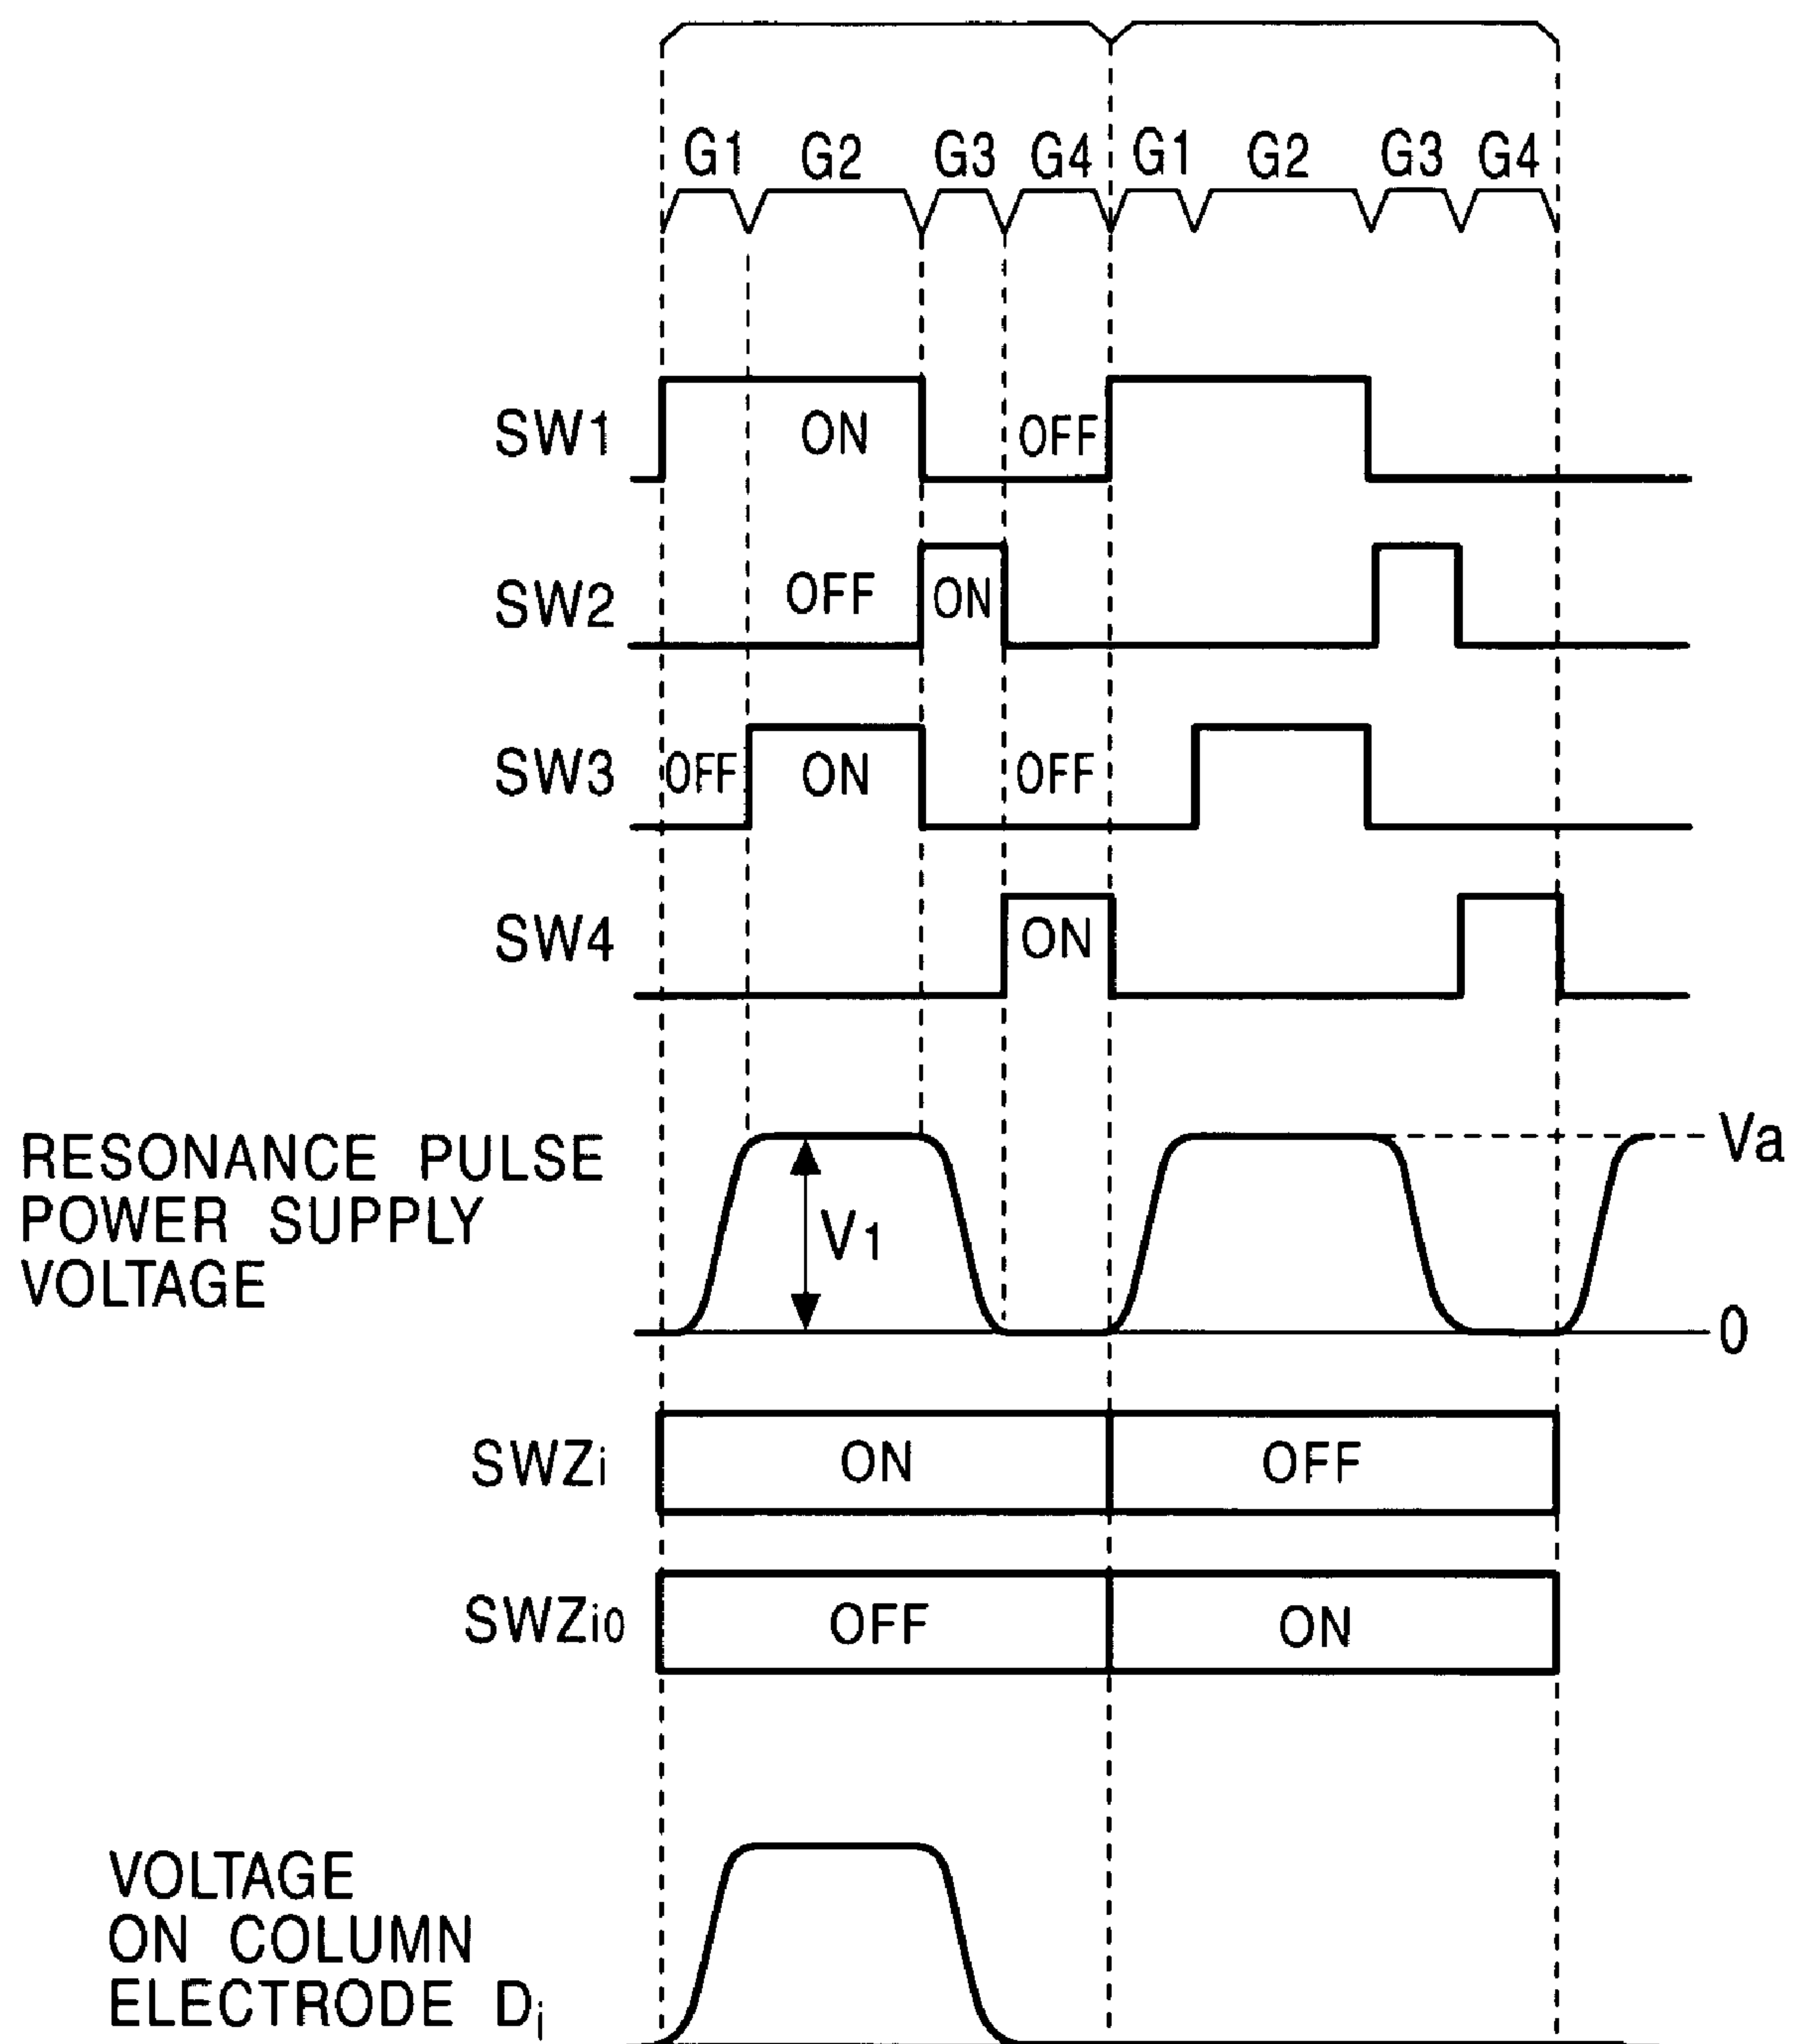 G1 G2 G3 G4 G1 G2 G3 G4
SW1 ON OFF
SW2 OFF ON
SW3 OFF ON OFF
SW4 ON
RESONANCE PULSE
POWER SUPPLY
VOLTAGE
V1
Va
0
SWZi ON OFF
SWZi0 OFF ON
VOLTAGE
ON COLUMN
ELECTRODE Di